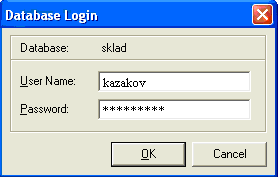 Database Login
Database: sklad
User Name: kazakov
Password: *********
OK Cancel